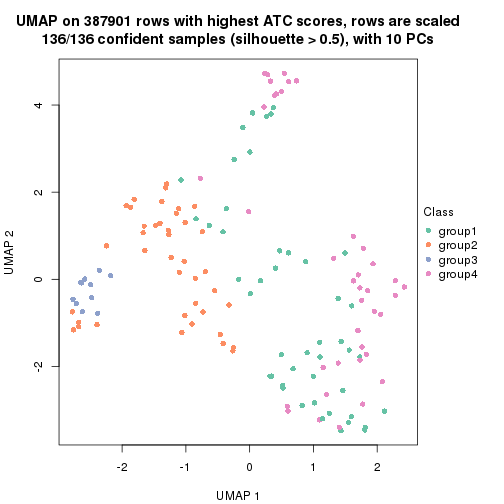 UMAP on 387901 rows with highest ATC scores, rows are scaled
136/136 confident samples (silhouette > 0.5), with 10 PCs
4
2
0
-2
UMAP 2
-2
-1
0
1
2
UMAP 1
Class
group1
group2
group3
group4